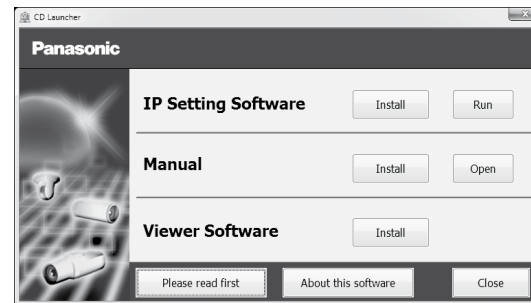 CD Launcher
Panasonic
IP Setting Software Install Run
Manual Install Open
Viewer Software Install
Please read first About this software Close